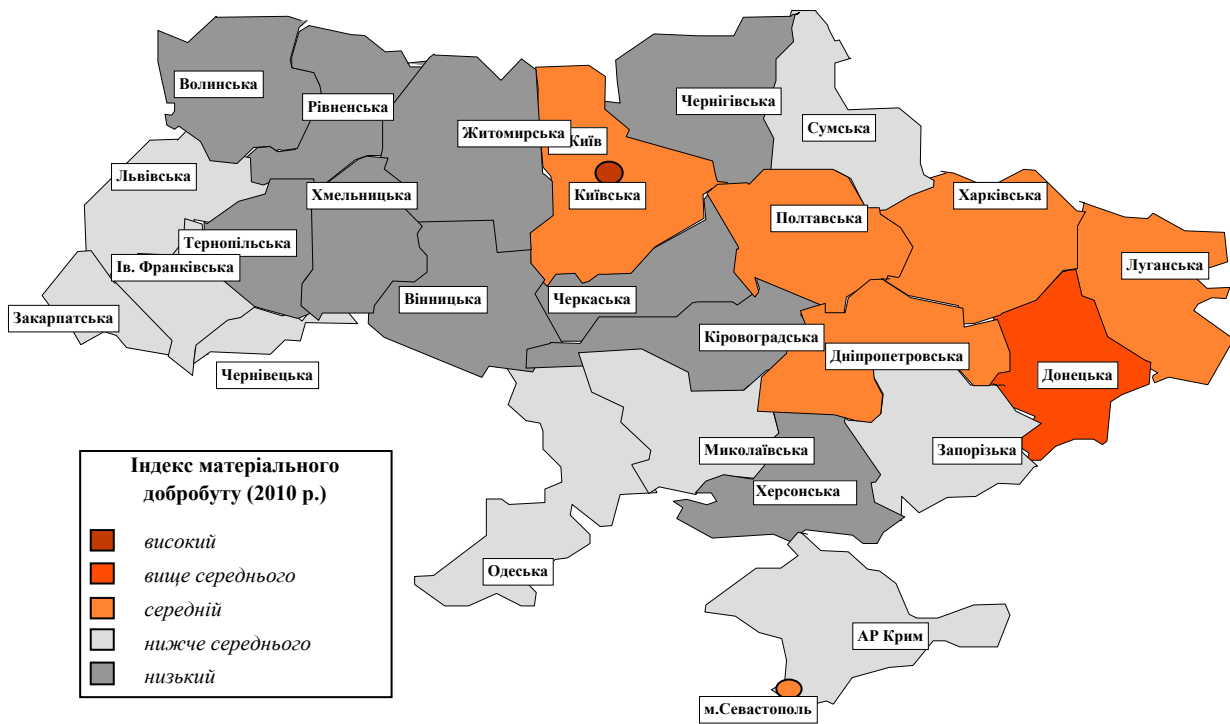 Волинська
Рівненська
Житомирська
Київ
Чернігівська
Сумська
Львівська
Хмельницька
Київська
Полтавська
Харківська
Тернопільська
Ів. Франківська
Луганська
Закарпатська
Вінницька
Черкаська
Кіровоградська
Дніпропетровська
Чернівецька
Донецька
Миколаївська
Запорізька
Херсонська
Одеська
АР Крим
м.Севастополь
Індекс матеріального
добробуту (2010 р.)
високий
вище середнього
середній
нижче середнього
низький